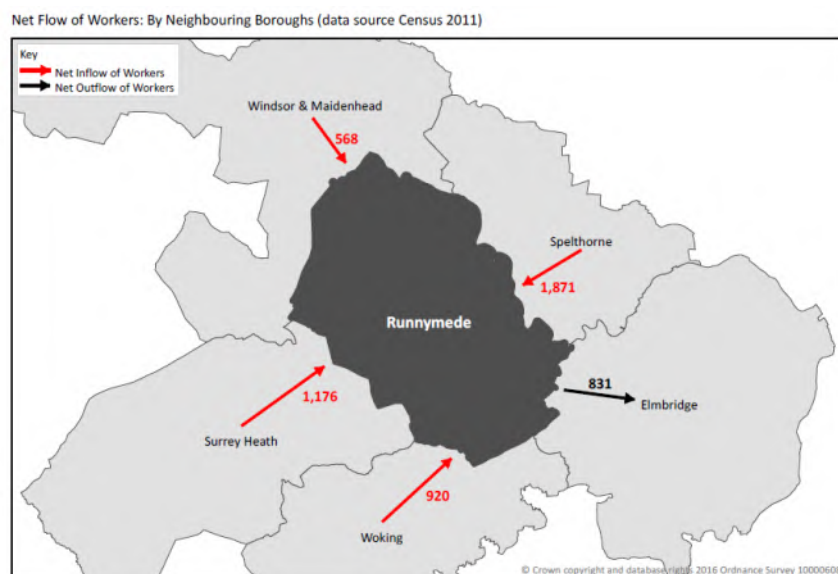 Net Flow of Workers: By Neighbouring Boroughs (data source Census 2011)
Key
Net Inflow of Workers
Net Outflow of Workers
Windsor & Maidenhead
568
Spelthorne
1,871
Runnymede
831
Elmbridge
1,176
Surrey Heath
920
Woking
© Crown copyright and database rights 2016 Ordnance Survey 1000060